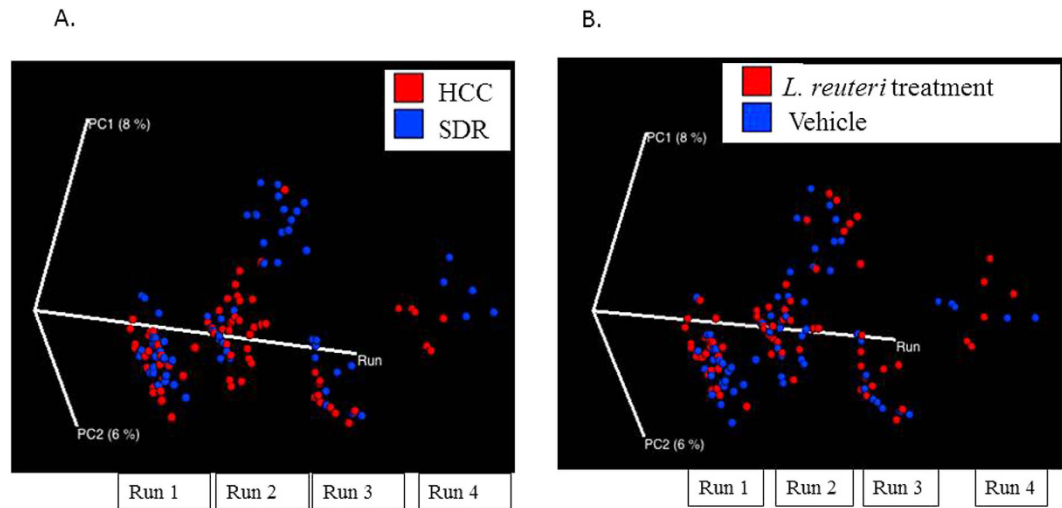 A.
HCC
SDR
PC1 (8 %)
Run
PC2 (6 %)
Run 1
Run 2
Run 3
Run 4
B.
L. reuteri treatment
Vehicle
PC1 (8 %)
Run
PC2 (6 %)
Run 1
Run 2
Run 3
Run 4